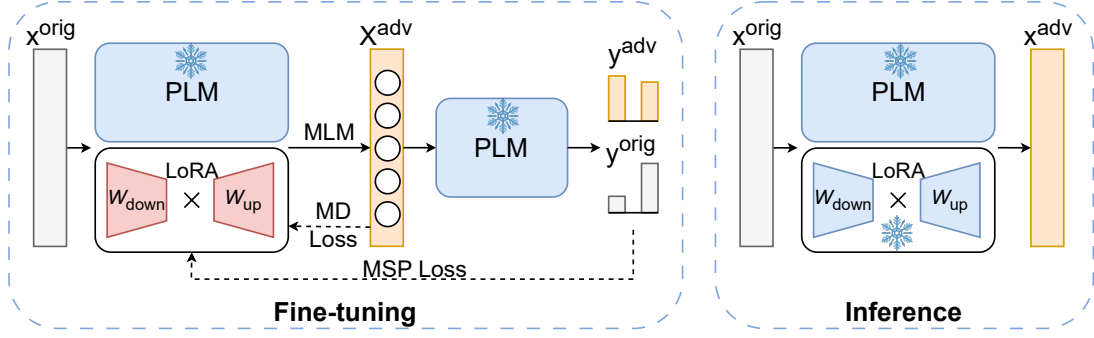 x^orig
PLM
LoRA
W_down
×
W_up
MLM
X^adv
MD
Loss
MSP Loss
PLM
y^adv
y^orig
Fine-tuning
x^orig
PLM
LoRA
W_down
×
W_up
x^adv
Inference